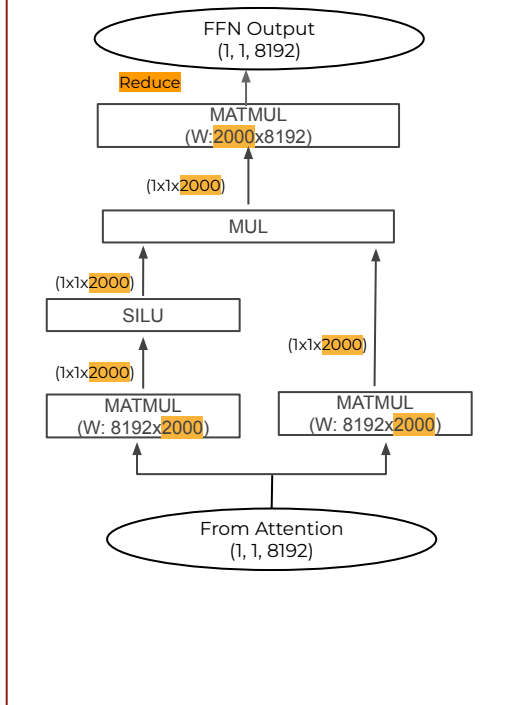 FFN Output
(1, 1, 8192)
Reduce
MATMUL
(W:2000x8192)
(1x1x2000)
MUL
(1x1x2000)
SILU
(1x1x2000)
(1x1x2000)
MATMUL
(W: 8192x2000)
MATMUL
(W: 8192x2000)
From Attention
(1, 1, 8192)